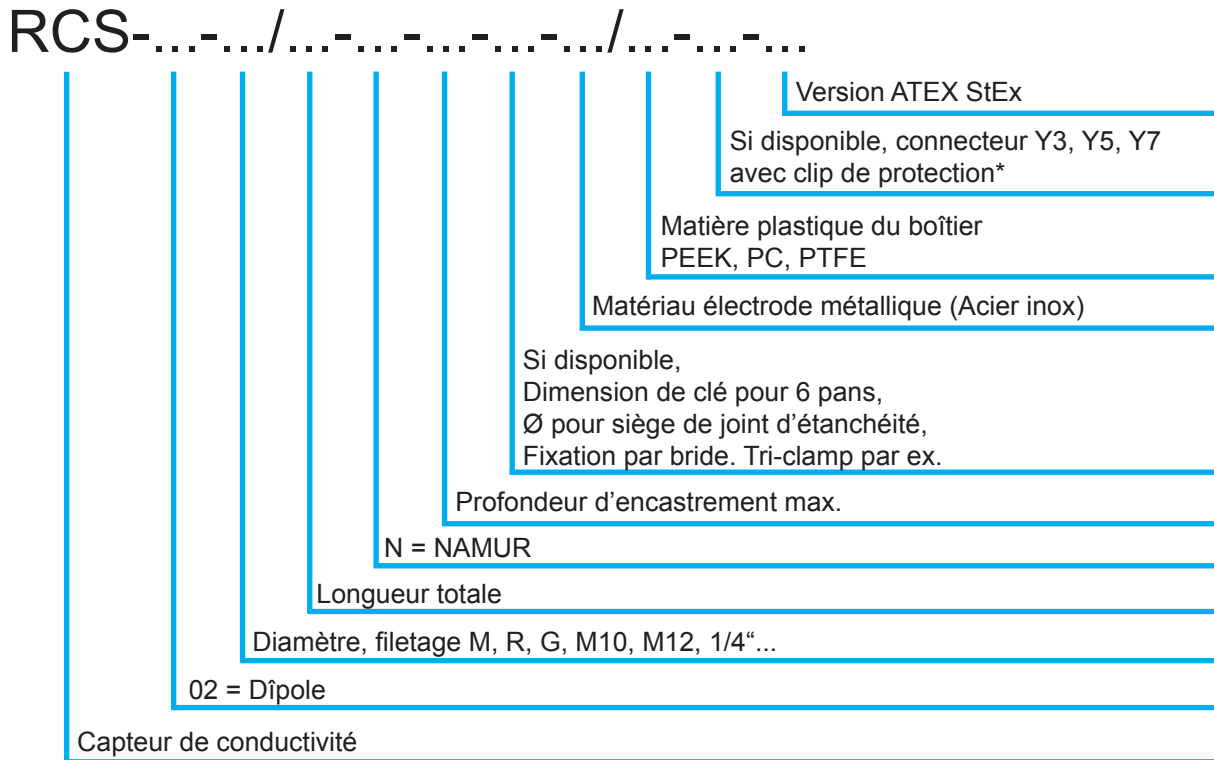 RCS-...-.../...-...-...-...-.../...-...-...
Version ATEX StEx
Si disponible, connecteur Y3, Y5, Y7
avec clip de protection*
Matière plastique du boîtier
PEEK, PC, PTFE
Matériau électrode métallique (Acier inox)
Si disponible,
Dimension de clé pour 6 pans,
Ø pour siège de joint d’étanchéité,
Fixation par bride. Tri-clamp par ex.
Profondeur d’encastrement max.
N = NAMUR
Longueur totale
Diamètre, filetage M, R, G, M10, M12, 1/4“...
02 = Dîpole
Capteur de conductivité